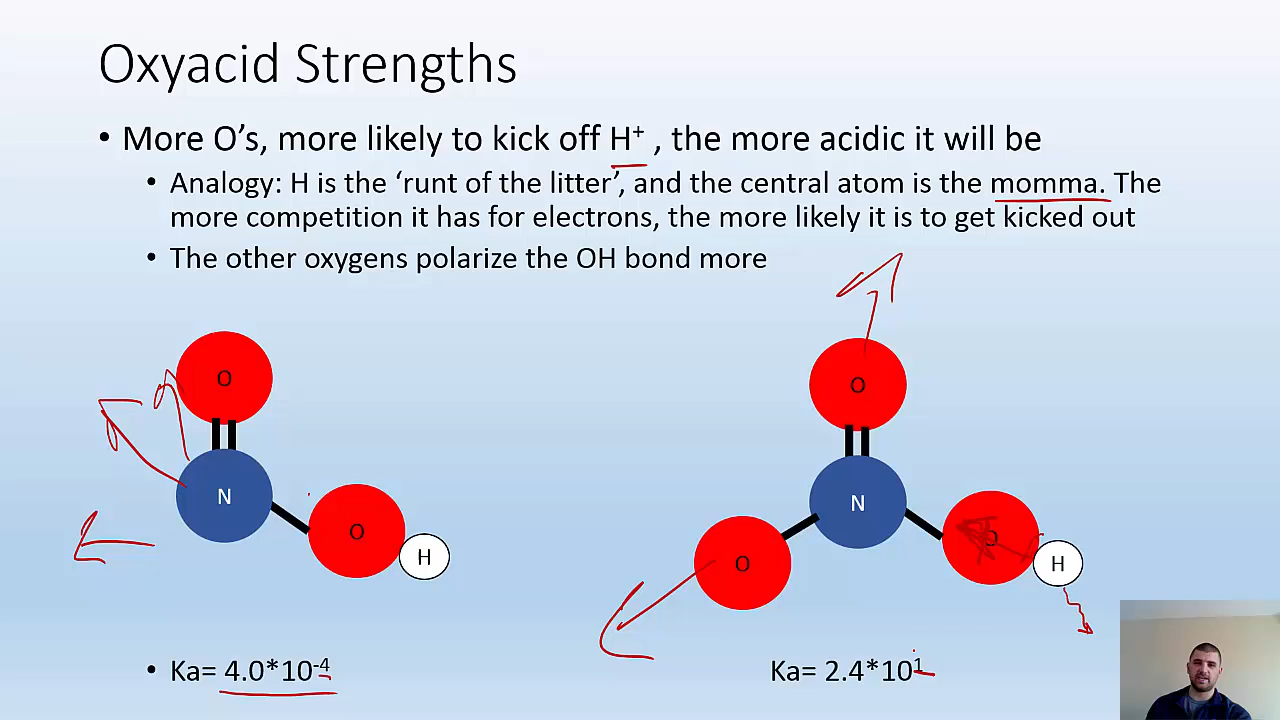 Oxyacid Strengths
• More O’s, more likely to kick off H⁺ , the more acidic it will be
• Analogy: H is the ‘runt of the litter’, and the central atom is the momma. The
more competition it has for electrons, the more likely it is to get kicked out
• The other oxygens polarize the OH bond more
O
N
O
H
O
N
O
O
H
• Ka= 4.0*10⁻⁴
Ka= 2.4*10¹